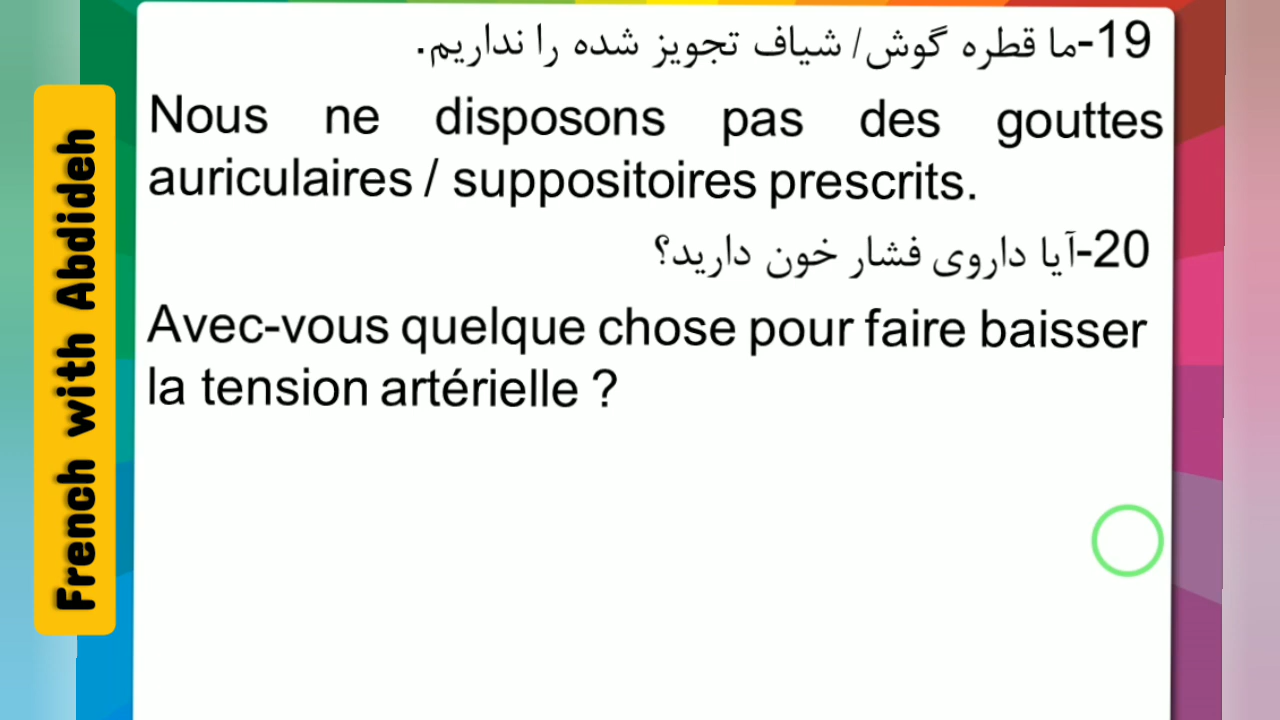 19-ما قطره گوش/ شیاف تجویز شده را نداریم.
Nous ne disposons pas des gouttes
auriculaires / suppositoires prescrits.
20-آیا داروی فشار خون دارید؟
Avec-vous quelque chose pour faire baisser
la tension artérielle ?
French with Abdideh